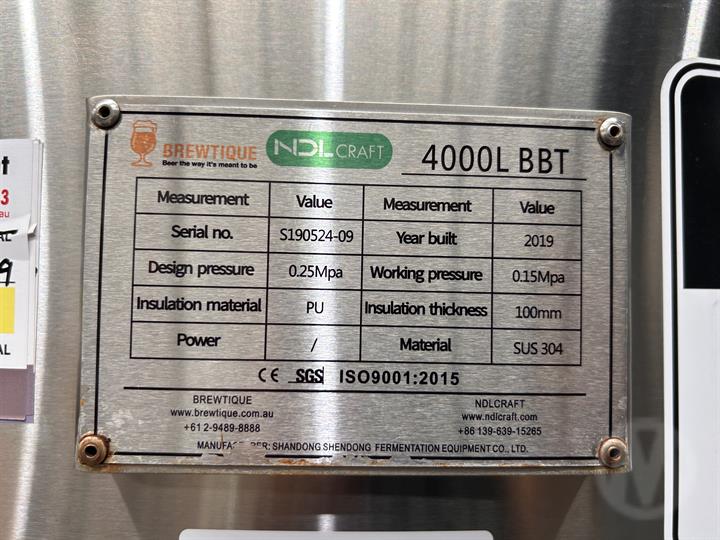 BREWTIQUE
Beer the way it's meant to be
NDL CRAFT
4000L BBT
Measurement Value Measurement Value
Serial no. S190524-09 Year built 2019
Design pressure 0.25Mpa Working pressure 0.15Mpa
Insulation material PU Insulation thickness 100mm
Power / Material SUS 304
CE SGS ISO9001:2015
BREWTIQUE
www.brewtique.com.au
+61 2-9489-8888
NDLCRAFT
www.ndlcraft.com
+86 139-639-15265
SHANDONG SHENDONG FERMENTATION EQUIPMENT CO., LTD.